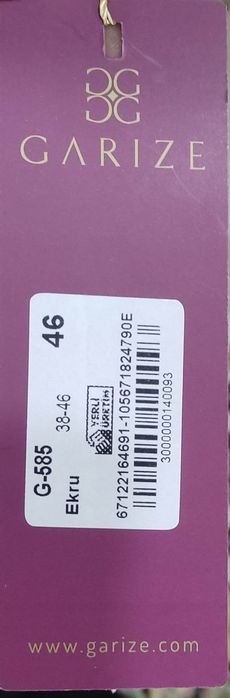 GARIZE
G-585
46
38-46
Ekru
YERLİ
ÜRETİM
67122164691-105671824790E
3000000140093
www.garize.com